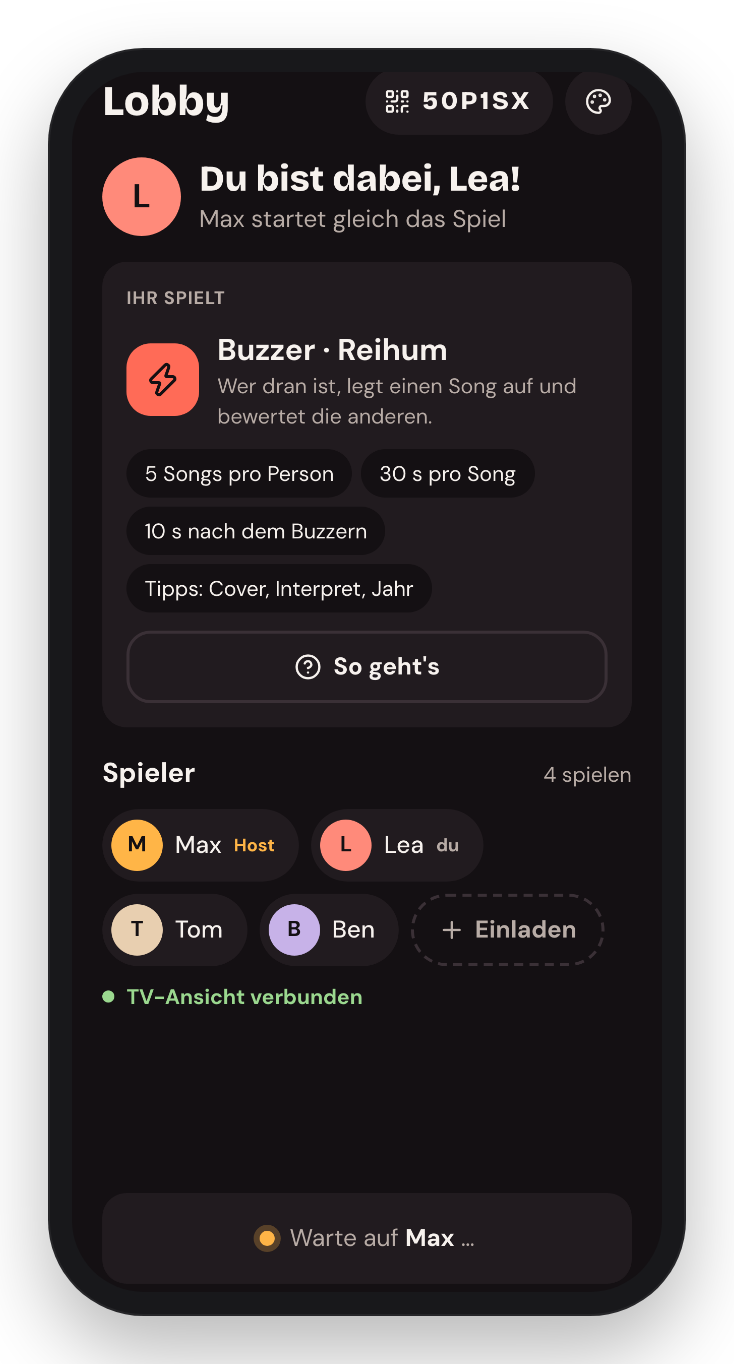 Lobby
50P1SX
L
Du bist dabei, Lea!
Max startet gleich das Spiel
IHR SPIELT
Buzzer · Reihum
Wer dran ist, legt einen Song auf und
bewertet die anderen.
5 Songs pro Person
30 s pro Song
10 s nach dem Buzzern
Tipps: Cover, Interpret, Jahr
So geht's
Spieler
4 spielen
M Max Host
L Lea du
T Tom
B Ben
+ Einladen
TV-Ansicht verbunden
Warte auf Max ...